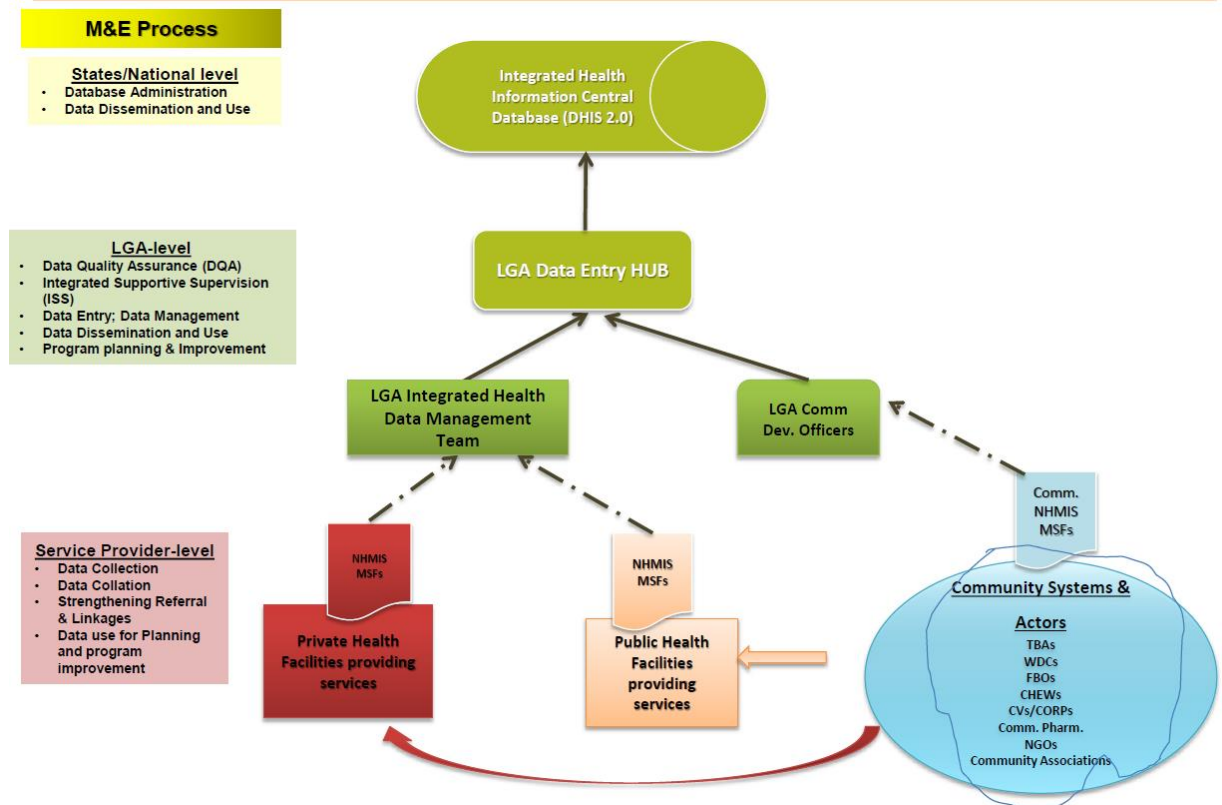 M&E Process
States/National level
• Database Administration
• Data Dissemination and Use
Integrated Health
Information Central
Database (DHIS 2.0)
LGA-level
• Data Quality Assurance (DQA)
• Integrated Supportive Supervision
(ISS)
• Data Entry; Data Management
• Data Dissemination and Use
• Program planning & Improvement
LGA Data Entry HUB
LGA Integrated Health
Data Management
Team
LGA Comm
Dev. Officers
Service Provider-level
• Data Collection
• Data Collation
• Strengthening Referral
& Linkages
• Data use for Planning
and program
improvement
NHMIS
MSFs
Private Health
Facilities providing
services
NHMIS
MSFs
Public Health
Facilities
providing
services
Comm.
NHMIS
MSFs
Community Systems &
Actors
TBAs
WDCs
FBOs
CHEWs
CVs/CORPs
Comm. Pharm.
NGOs
Community Associations